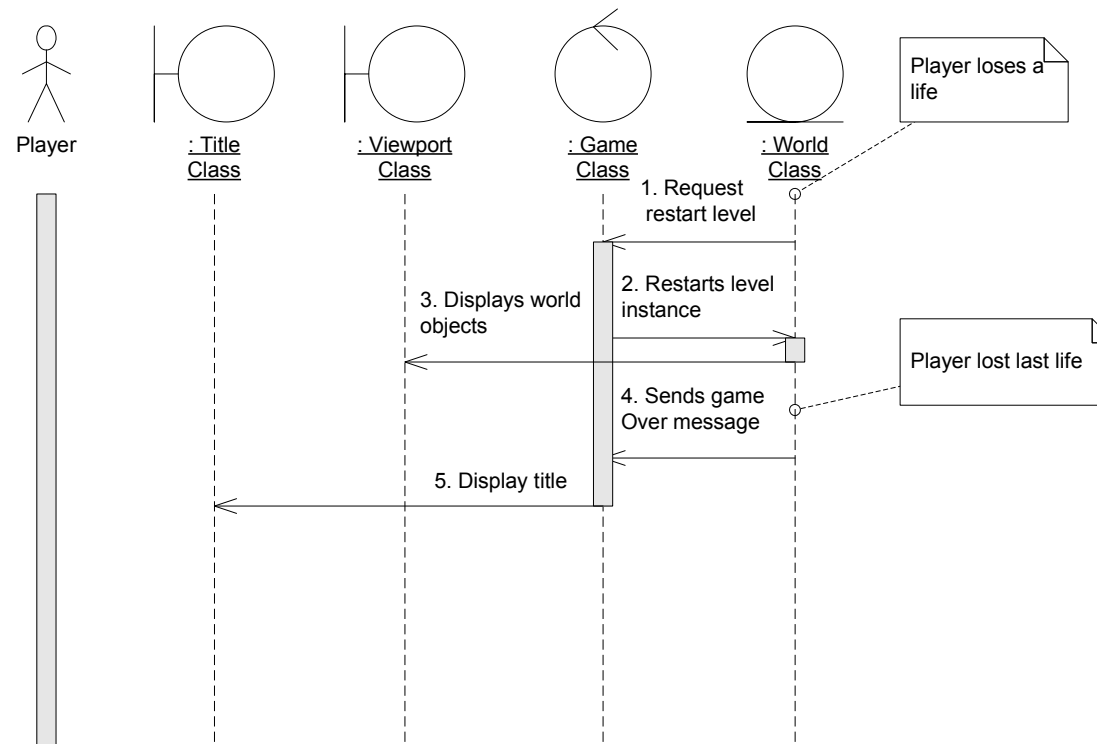 Player loses a
life
Player
: Title
Class
: Viewport
Class
: Game
Class
: World
Class
1. Request
restart level
2. Restarts level
instance
3. Displays world
objects
Player lost last life
4. Sends game
Over message
5. Display title